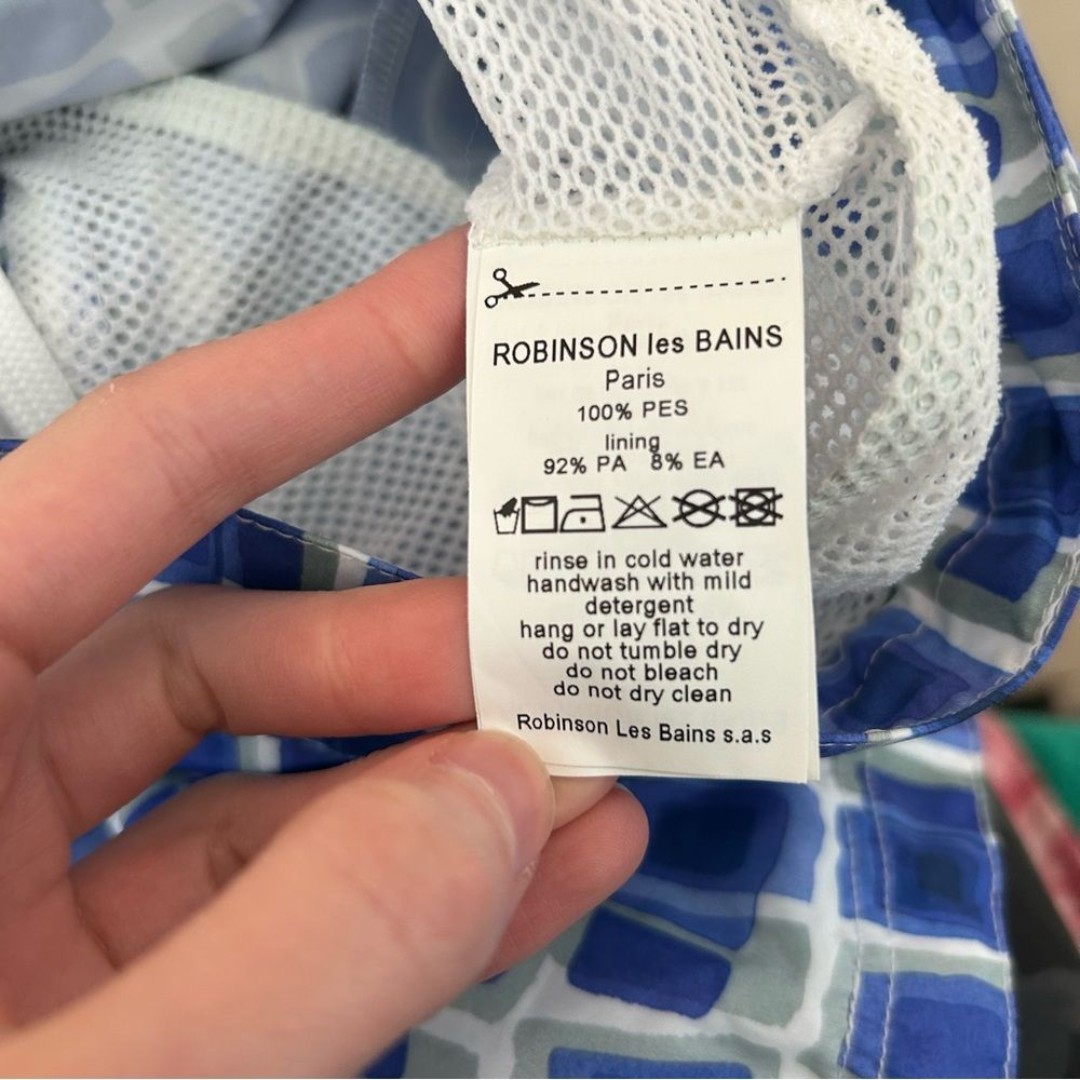 ROBINSON les BAINS
Paris
100% PES
lining
92% PA 8% EA
rinse in cold water
handwash with mild
detergent
hang or lay flat to dry
do not tumble dry
do not bleach
do not dry clean
Robinson Les Bains s.a.s